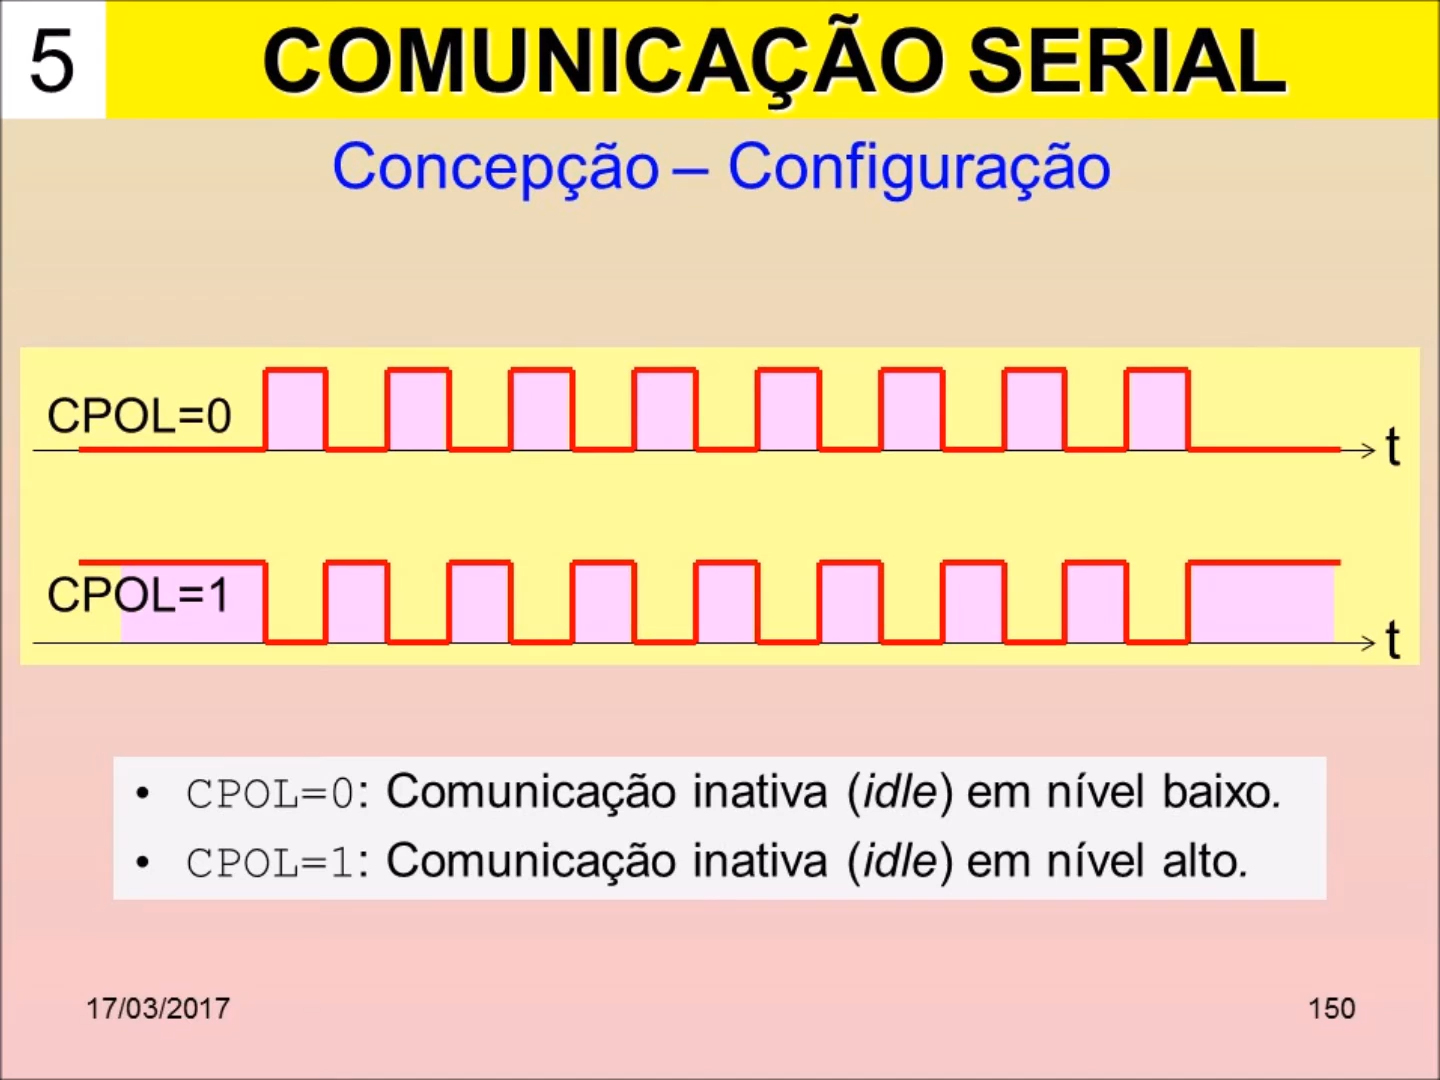 5
COMUNICAÇÃO SERIAL
Concepção – Configuração
CPOL=0
t
CPOL=1
t
• CPOL=0: Comunicação inativa (idle) em nível baixo.
• CPOL=1: Comunicação inativa (idle) em nível alto.
17/03/2017
150